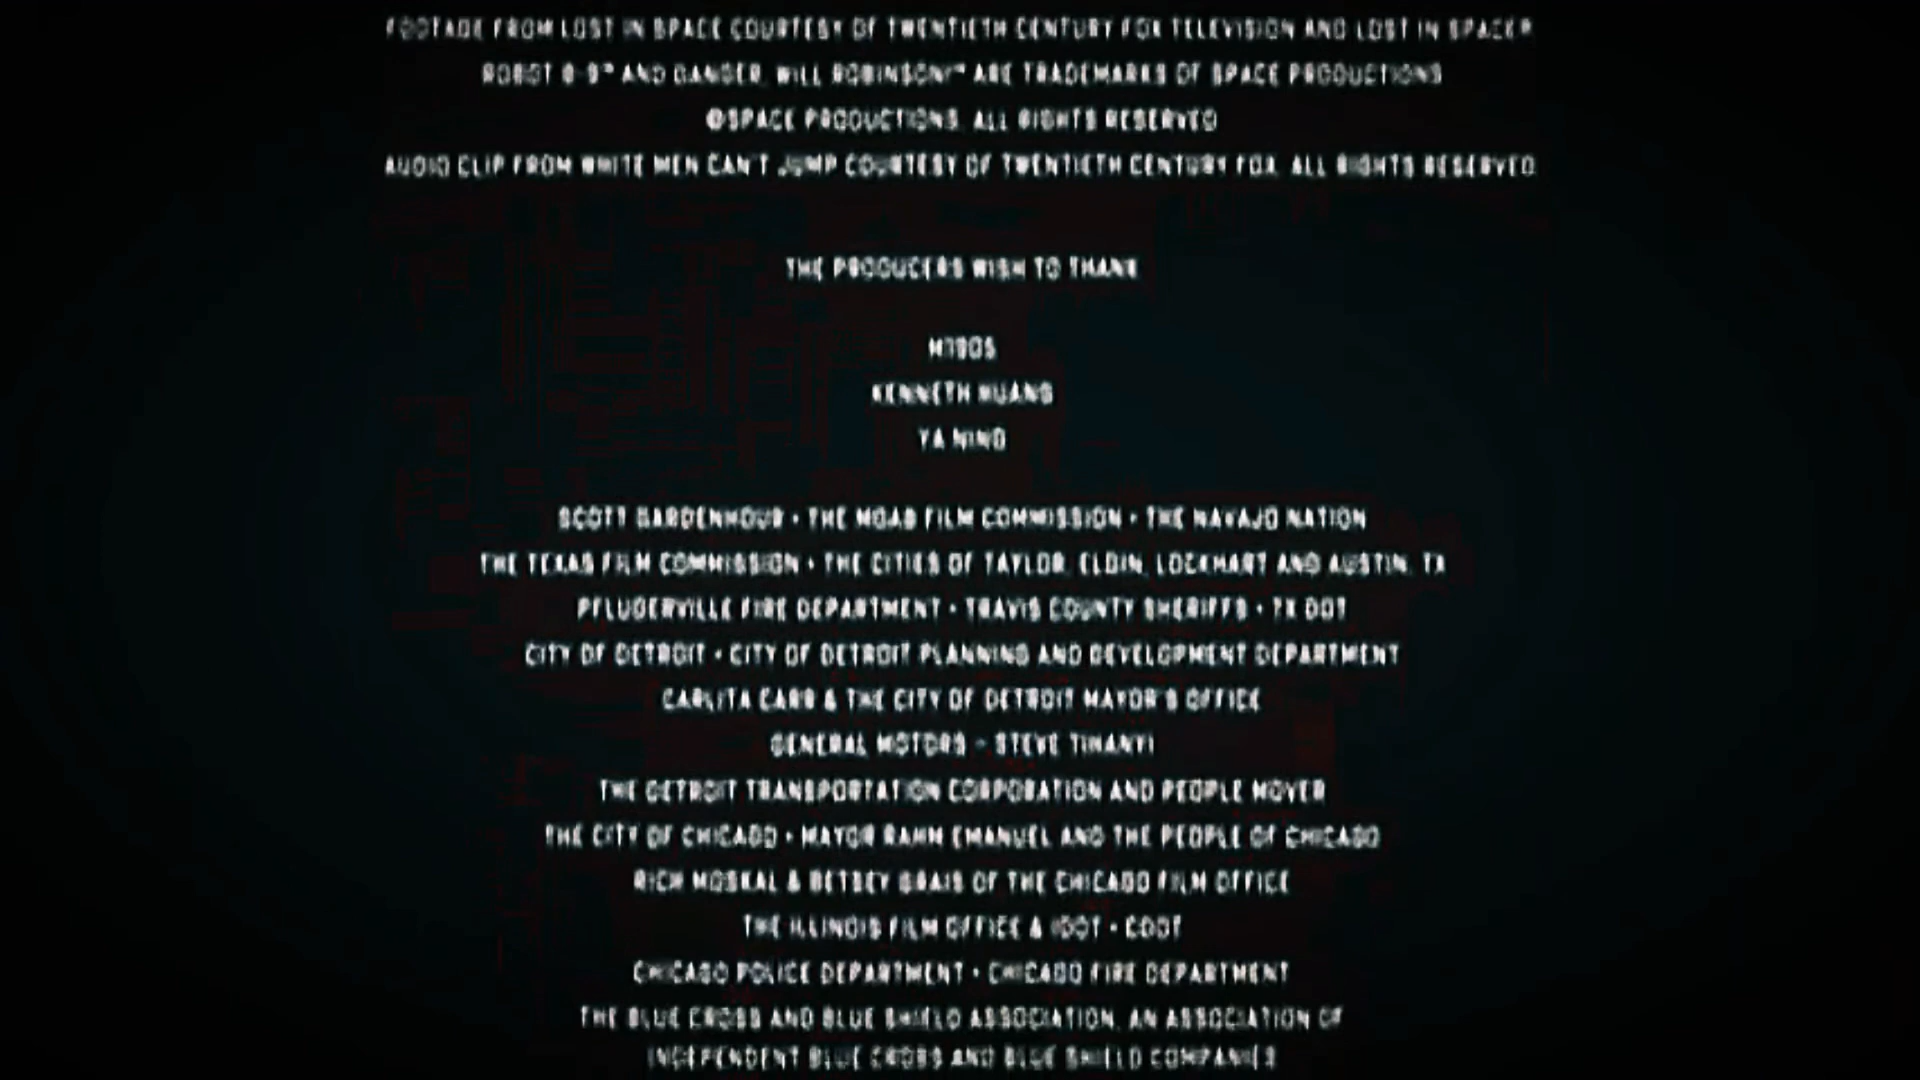 FOOTAGE FROM LOST IN SPACE COURTESY OF TWENTIETH CENTURY FOX TELEVISION AND LOST IN SPACE®
ROBOT B-9™ AND DANGER, WILL ROBINSON!™ ARE TRADEMARKS OF SPACE PRODUCTIONS
©SPACE PRODUCTIONS. ALL RIGHTS RESERVED
AUDIO CLIP FROM WHITE MEN CAN'T JUMP COURTESY OF TWENTIETH CENTURY FOX. ALL RIGHTS RESERVED
THE PRODUCERS WISH TO THANK
M1905
KENNETH HUANG
YA NING
SCOTT GARDENHOUR • THE MOAB FILM COMMISSION • THE NAVAJO NATION
THE TEXAS FILM COMMISSION • THE CITIES OF TAYLOR, ELGIN, LOCKHART AND AUSTIN, TX
PFLUGERVILLE FIRE DEPARTMENT • TRAVIS COUNTY SHERIFFS • TX DOT
CITY OF DETROIT • CITY OF DETROIT PLANNING AND DEVELOPMENT DEPARTMENT
CARLITA CARR & THE CITY OF DETROIT MAYOR'S OFFICE
GENERAL MOTORS – STEVE TIHANYI
THE DETROIT TRANSPORTATION CORPORATION AND PEOPLE MOVER
THE CITY OF CHICAGO • MAYOR RAHM EMANUEL AND THE PEOPLE OF CHICAGO
RICH MOSKAL & BETSEY GRAIS OF THE CHICAGO FILM OFFICE
THE ILLINOIS FILM OFFICE & IDOT • CDOT
CHICAGO POLICE DEPARTMENT • CHICAGO FIRE DEPARTMENT
THE BLUE CROSS AND BLUE SHIELD ASSOCIATION, AN ASSOCIATION OF
INDEPENDENT BLUE CROSS AND BLUE SHIELD COMPANIES